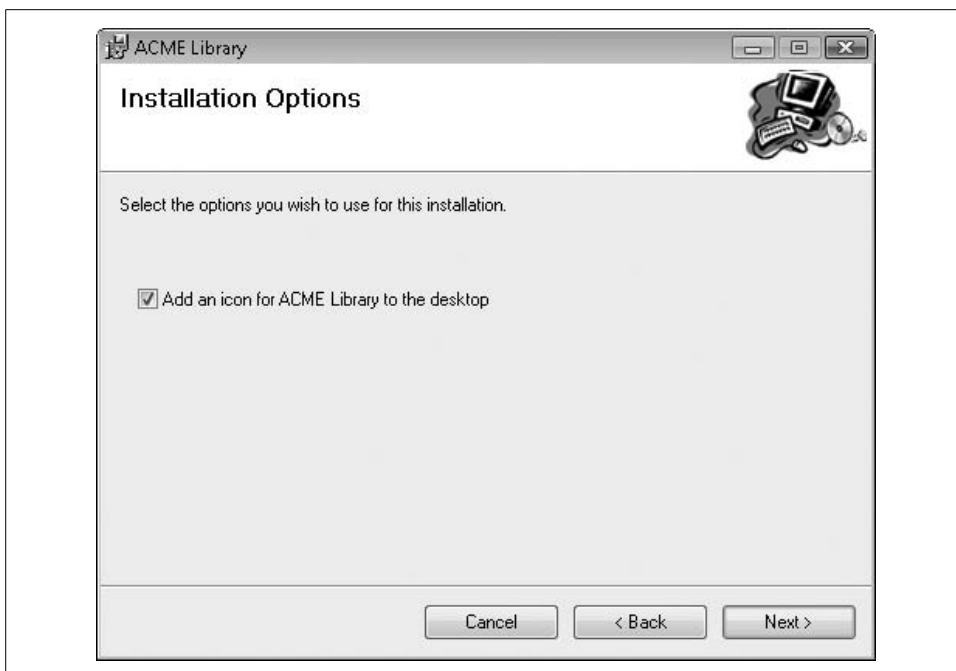 ACME Library
Installation Options
Select the options you wish to use for this installation.
Add an icon for ACME Library to the desktop
Cancel
< Back
Next >